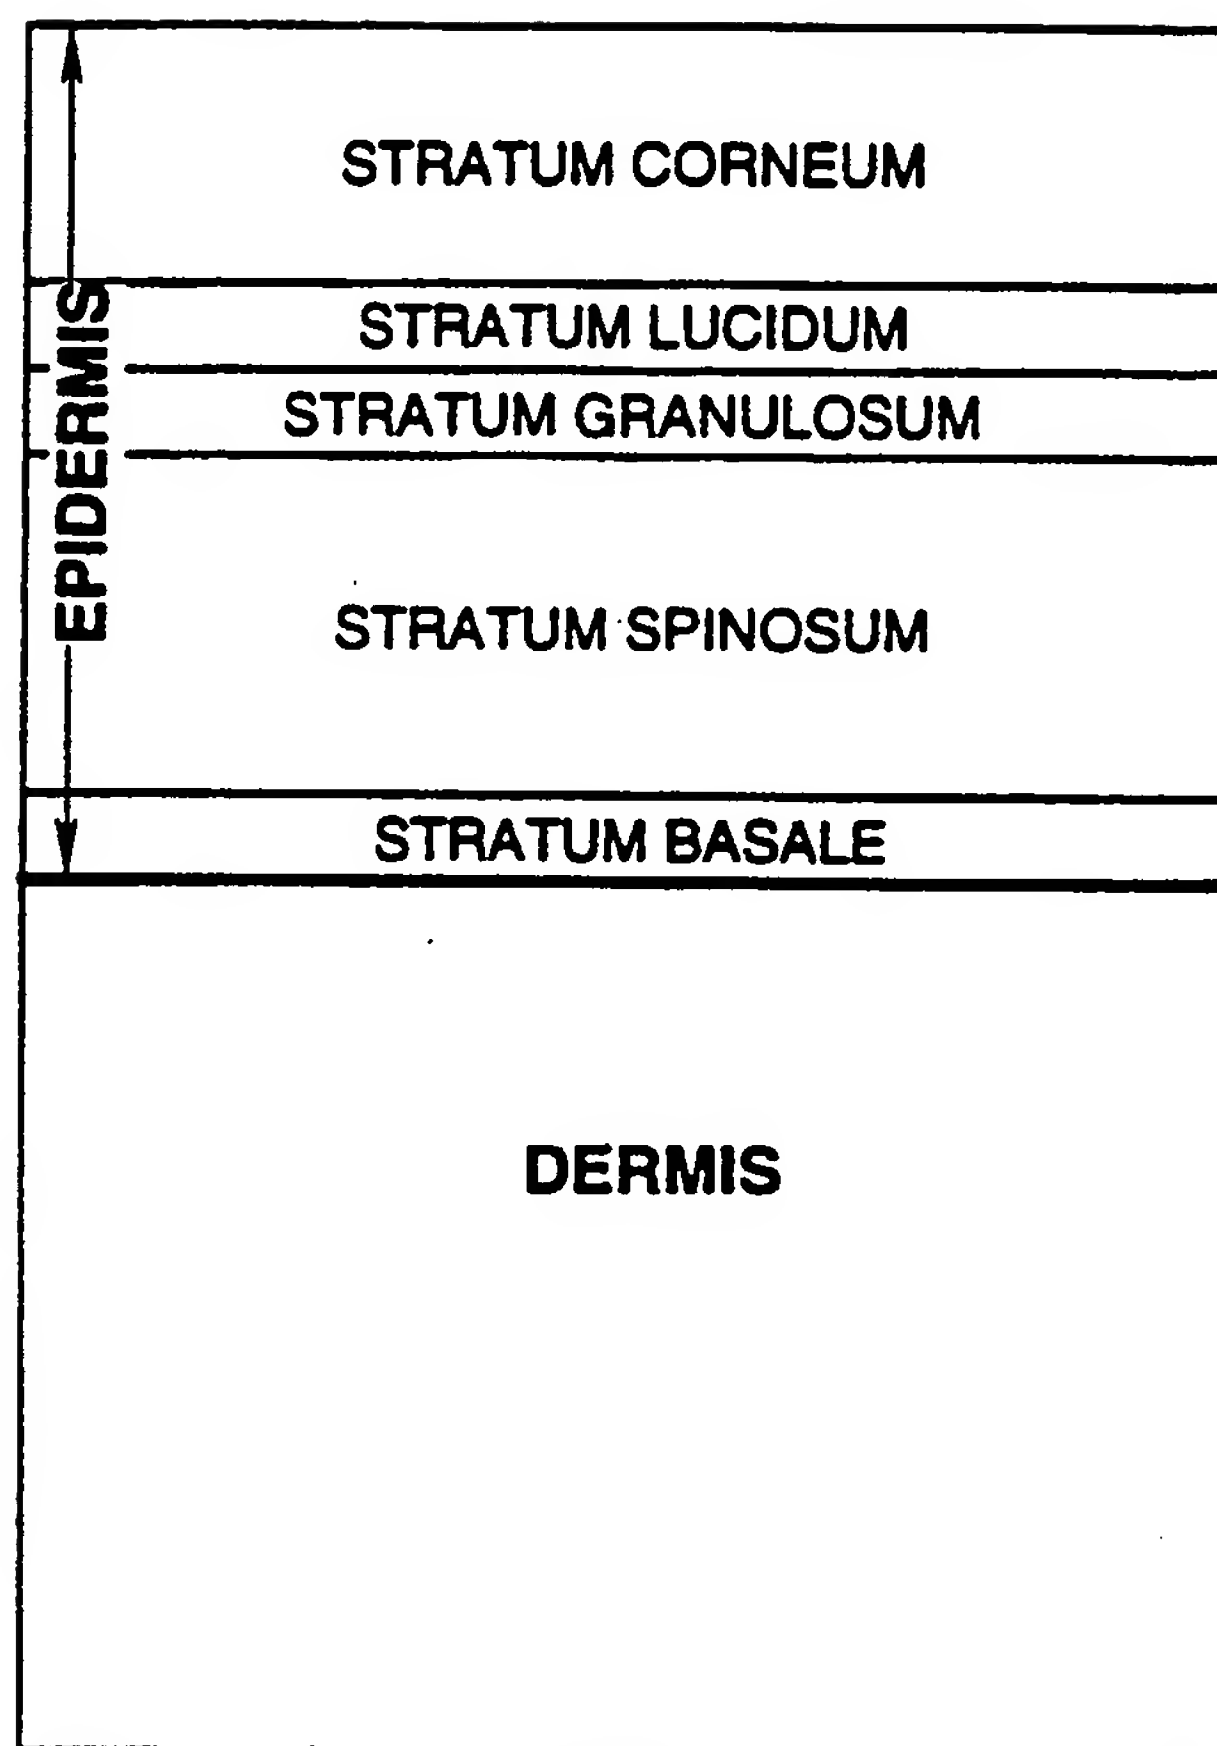 STRATUM CORNEUM
STRATUM LUCIDUM
STRATUM GRANULOSUM
EPIDERMIS
STRATUM SPINOSUM
STRATUM BASALE
DERMIS